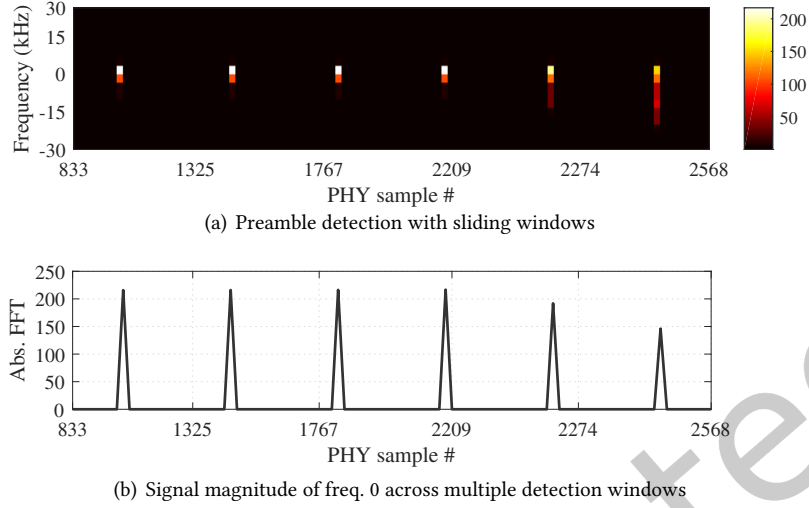 30
15
0
-15
-30
Frequency (kHz)
833 1325 1767 2209 2274 2568
PHY sample #
200
150
100
50
(a) Preamble detection with sliding windows
250
200
150
100
50
0
Abs. FFT
833 1325 1767 2209 2274 2568
PHY sample #
(b) Signal magnitude of freq. 0 across multiple detection windows